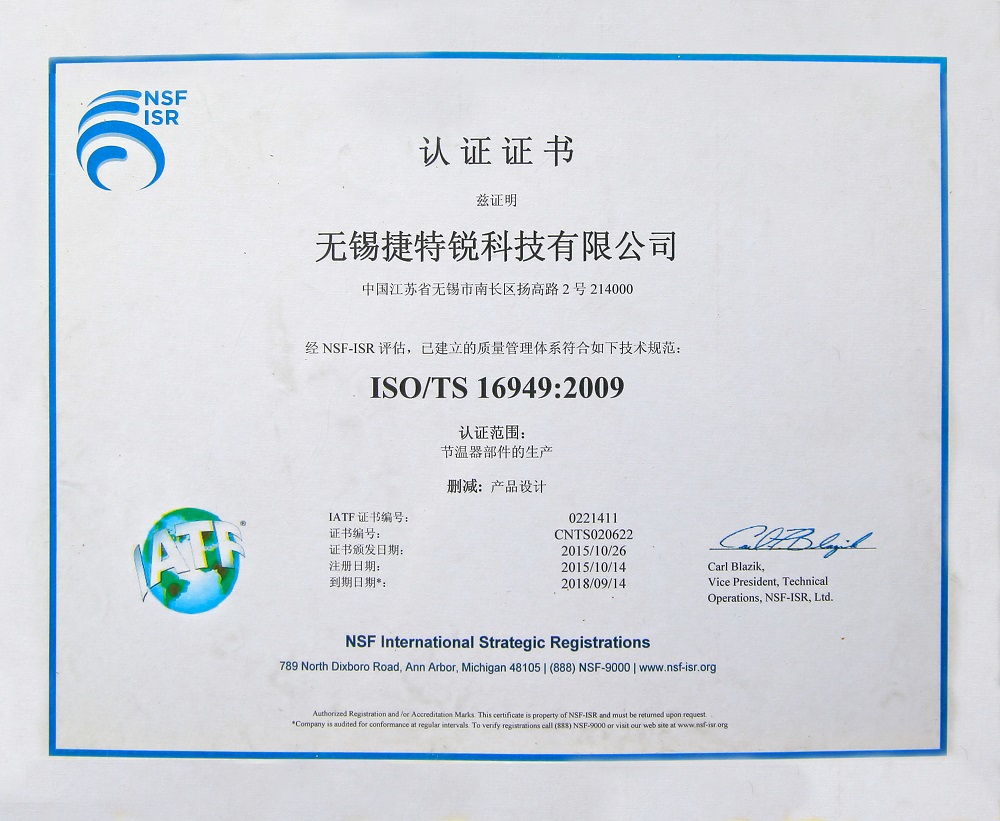 NSF
ISR
认证证书
兹证明
无锡捷特锐科技有限公司
中国江苏省无锡市南长区扬高路 2 号 214000
经 NSF-ISR 评估，已建立的质量管理体系符合如下技术规范：
ISO/TS 16949:2009
认证范围：
节温器部件的生产
删减: 产品设计
IATF 证书编号： 0221411
证书编号： CNTS020622
证书颁发日期： 2015/10/26
注册日期： 2015/10/14
到期日期*： 2018/09/14
IATF®
Carl Blazik,
Vice President, Technical
Operations, NSF-ISR, Ltd.
NSF International Strategic Registrations
789 North Dixboro Road, Ann Arbor, Michigan 48105 | (888) NSF-9000 | www.nsf-isr.org
Authorized Registration and /or Accreditation Marks. This certificate is property of NSF-ISR and must be returned upon request.
*Company is audited for conformance at regular intervals. To verify registrations call (888) NSF-9000 or visit our web site at www.nsf-isr.org